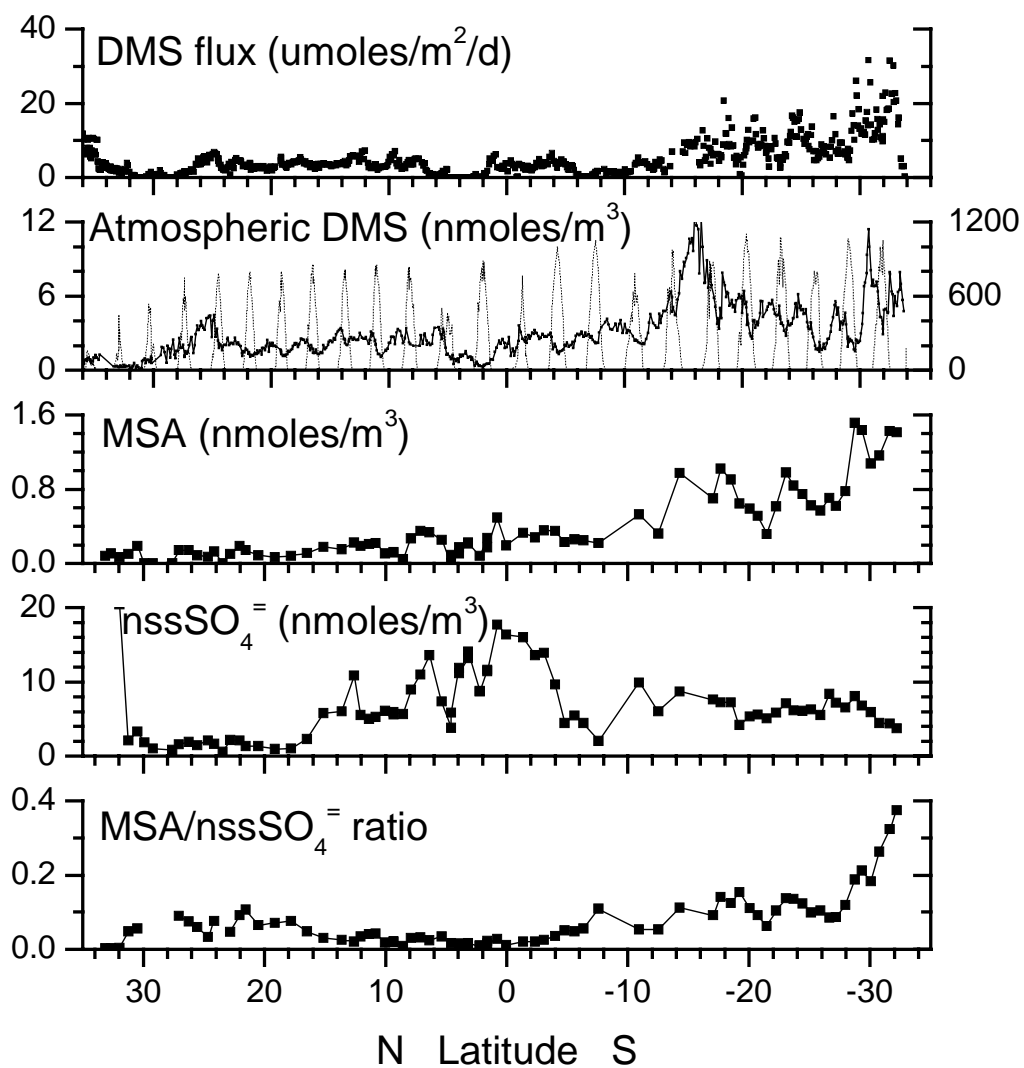 40
DMS flux (umoles/m²/d)
20
0
12
Atmospheric DMS (nmoles/m³)
1200
6
600
0
0
1.6
MSA (nmoles/m³)
0.8
0.0
20
nssSO₄⁼ (nmoles/m³)
10
0
0.4
MSA/nssSO₄⁼ ratio
0.2
0.0
30 20 10 0 -10 -20 -30
N Latitude S